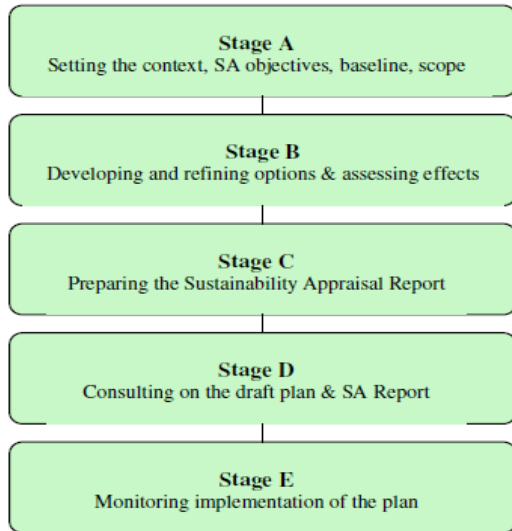 Stage A
Setting the context, SA objectives, baseline, scope
Stage B
Developing and refining options & assessing effects
Stage C
Preparing the Sustainability Appraisal Report
Stage D
Consulting on the draft plan & SA Report
Stage E
Monitoring implementation of the plan